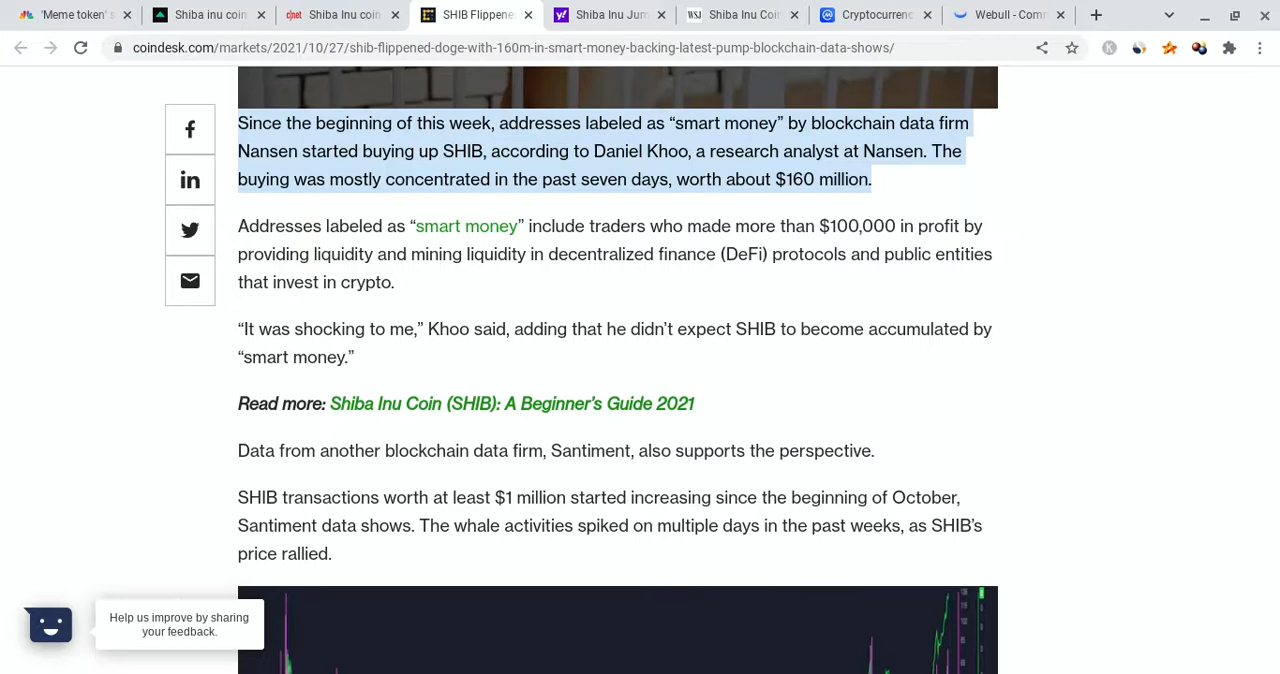 'Meme token' s
Shiba inu coin
cnet Shiba Inu coin
SHIB Flippene
Shiba Inu Jum
WSJ Shiba Inu Coi
Cryptocurrenc
Webull - Comm
coindesk.com/markets/2021/10/27/shib-flipped-doge-with-160m-in-smart-money-backing-latest-pump-blockchain-data-shows/
Since the beginning of this week, addresses labeled as “smart money” by blockchain data firm
Nansen started buying up SHIB, according to Daniel Khoo, a research analyst at Nansen. The
buying was mostly concentrated in the past seven days, worth about $160 million.
Addresses labeled as “smart money” include traders who made more than $100,000 in profit by
providing liquidity and mining liquidity in decentralized finance (DeFi) protocols and public entities
that invest in crypto.
“It was shocking to me,” Khoo said, adding that he didn’t expect SHIB to become accumulated by
“smart money.”
Read more: Shiba Inu Coin (SHIB): A Beginner’s Guide 2021
Data from another blockchain data firm, Santiment, also supports the perspective.
SHIB transactions worth at least $1 million started increasing since the beginning of October,
Santiment data shows. The whale activities spiked on multiple days in the past weeks, as SHIB’s
price rallied.
Help us improve by sharing
your feedback.